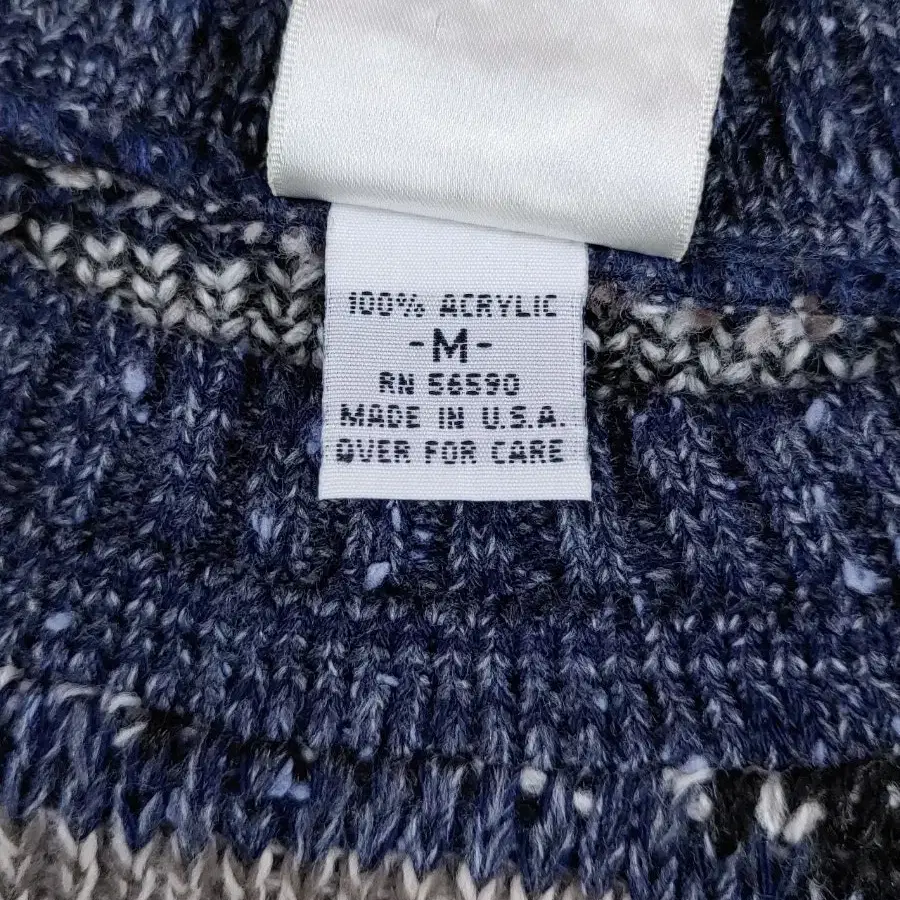 100% ACRYLIC
-M-
RN 56590
MADE IN U.S.A.
OVER FOR CARE